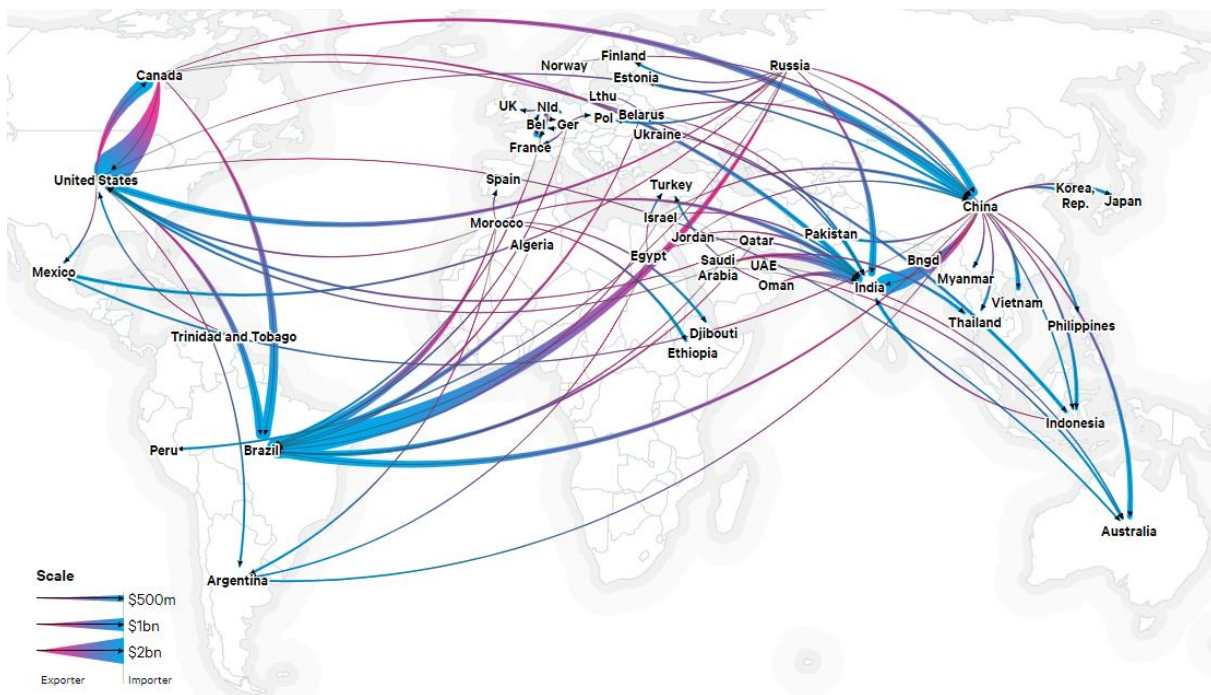 Canada
Norway
Finland
Estonia
Russia
Lthu
UK
Nld
Bel
Ger
Pol
Belarus
Ukraine
France
United States
Spain
Turkey
Korea,
Rep.
Japan
China
Morocco
Israel
Jordan
Pakistan
Algeria
Qatar
Egypt
Saudi
Arabia
UAE
Oman
Bngd
India
Myanmar
Mexico
Vietnam
Thailand
Philippines
Trinidad and Tobago
Djibouti
Ethiopia
Indonesia
Peru
Brazil
Australia
Argentina
Scale
$500m
$1bn
$2bn
Exporter
Importer